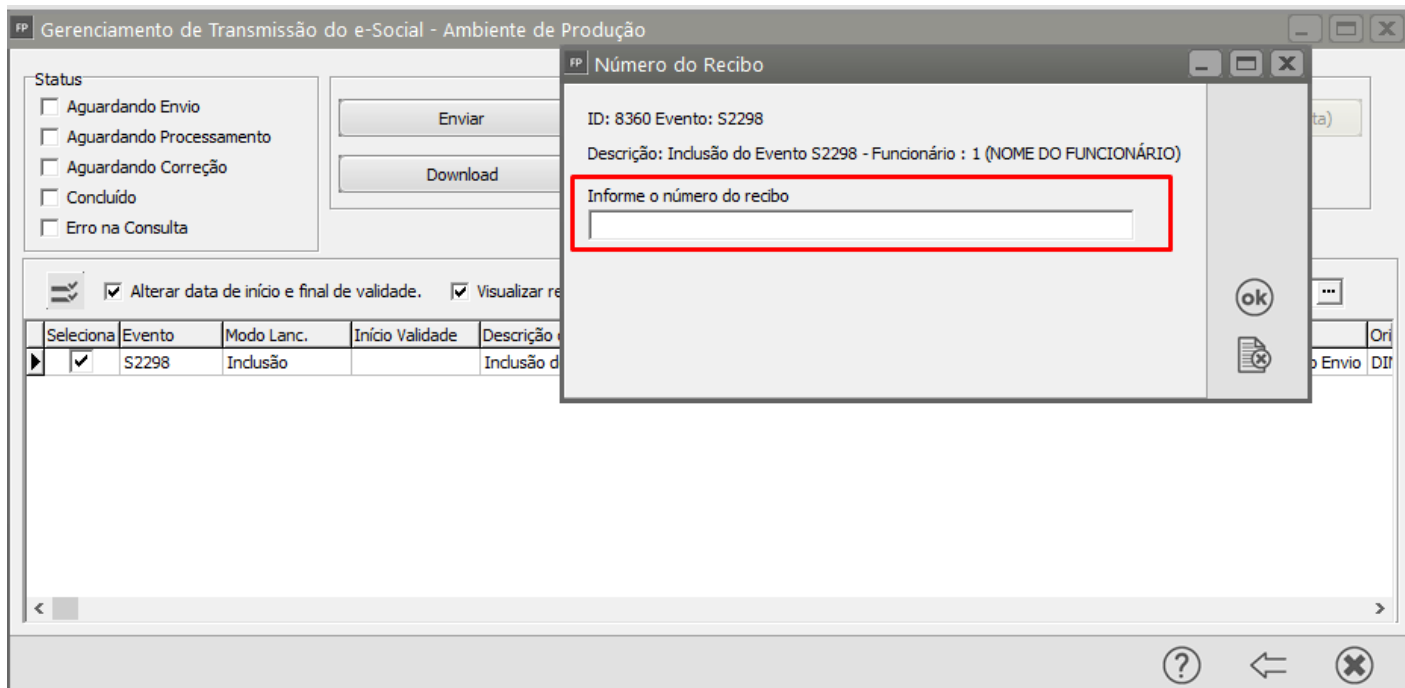 FP Gerenciamento de Transmissão do e-Social - Ambiente de Produção
Status
Aguardando Envio
Aguardando Processamento
Aguardando Correção
Concluído
Erro na Consulta
Enviar
Download
ta)
FP Número do Recibo
ID: 8360 Evento: S2298
Descrição: Inclusão do Evento S2298 - Funcionário : 1 (NOME DO FUNCIONÁRIO)
Informe o número do recibo
ok
Alterar data de início e final de validade. Visualizar re
...
Seleciona Evento Modo Lanc. Início Validade Descrição Ori
S2298 Inclusão Inclusão d o Envio DI
?